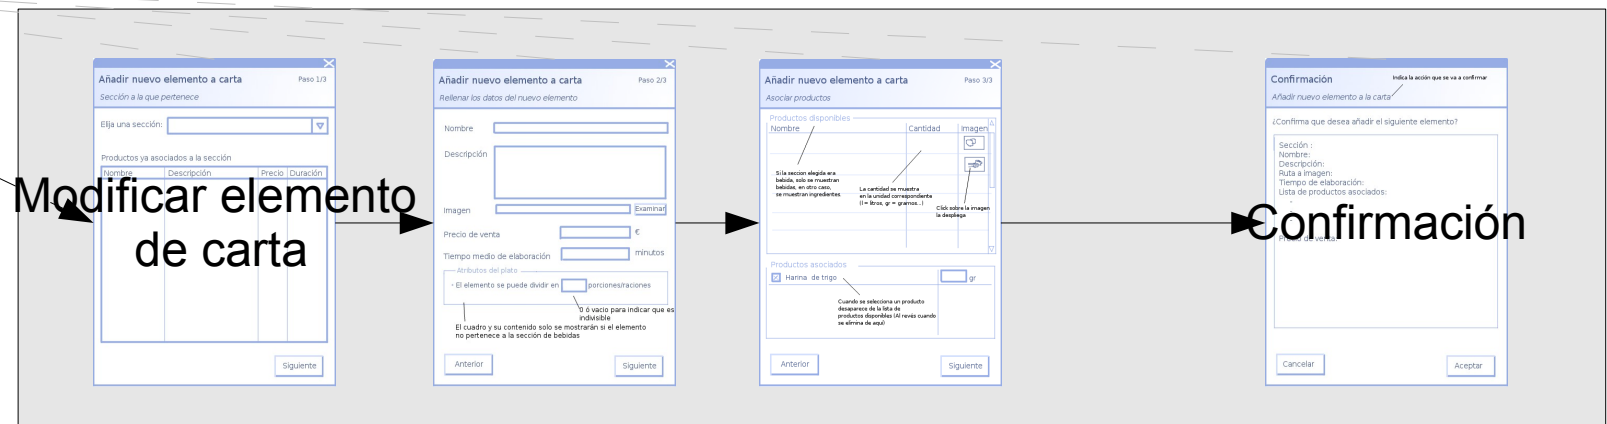 Añadir nuevo elemento a carta
Paso 1/3
Sección a la que pertenece
Elija una sección:
Productos ya asociados a la sección
Nombre Descripción Precio Duración
Siguiente
Modificar elemento
de carta
Añadir nuevo elemento a carta
Paso 2/3
Rellenar los datos del nuevo elemento
Nombre
Descripción
Imagen
Examinar
Precio de venta
€
Tiempo medio de elaboración
minutos
Atributos del plato
- El elemento se puede dividir en porciones/raciones
0 ó vacio para indicar que es
indivisible
El cuadro y su contenido solo se mostrarán si el elemento
no pertenece a la sección de bebidas
Anterior
Siguiente
Añadir nuevo elemento a carta
Paso 3/3
Asociar productos
Productos disponibles
Nombre Cantidad Imagen
Si la seccion elegida era
bebida, solo se muestran
bebidas, en otro caso,
se muestran ingredientes.
La cantidad se muestra
en la unidad correspondente
(l = litros, gr = gramos...)
Click sobre la imagen
la despliega
Productos asociados
Harina de trigo
gr
Cuando se selecciona un producto
desaparece de la lista de
productos disponibles (Al revés cuando
se elimina de aquí)
Anterior
Siguiente
Confirmación
Indica la acción que se va a confirmar
Añadir nuevo elemento a la carta
¿Confirma que desea añadir el siguiente elemento?
Sección :
Nombre:
Descripción:
Ruta a imagen:
Tiempo de elaboración:
Lista de productos asociados:
-
-
Precio de venta:
Confirmación
Cancelar
Aceptar